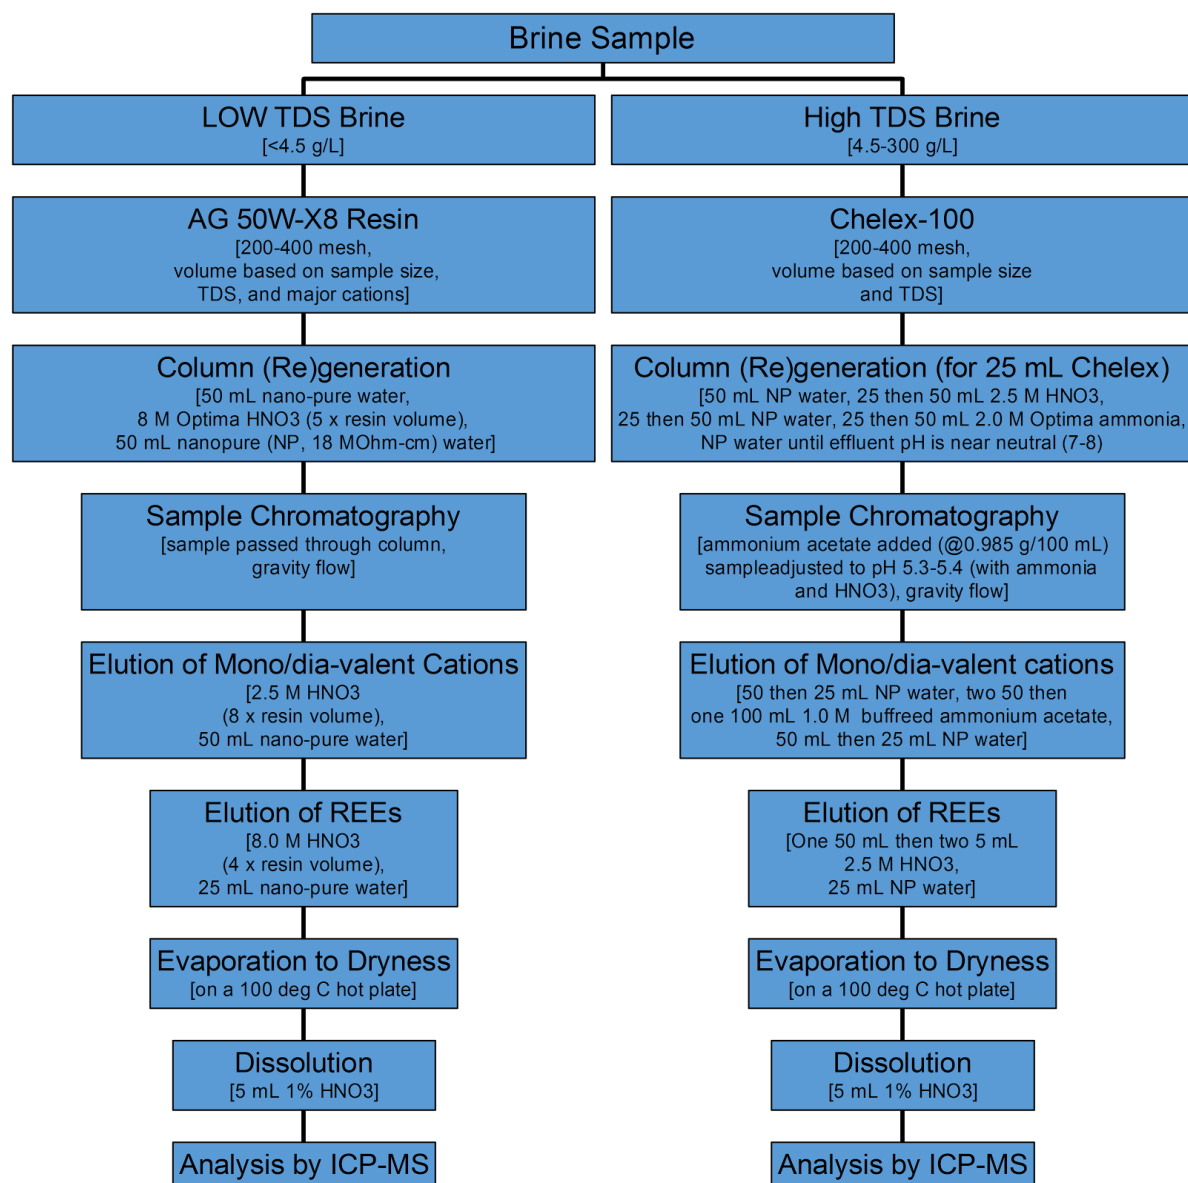 Brine Sample
LOW TDS Brine
[<4.5 g/L]
AG 50W-X8 Resin
[200-400 mesh,
volume based on sample size,
TDS, and major cations]
Column (Re)generation
[50 mL nano-pure water,
8 M Optima HNO3 (5 x resin volume),
50 mL nanopure (NP, 18 MOhm-cm) water]
Sample Chromatography
[sample passed through column,
gravity flow]
Elution of Mono/dia-valent Cations
[2.5 M HNO3
(8 x resin volume),
50 mL nano-pure water]
Elution of REEs
[8.0 M HNO3
(4 x resin volume),
25 mL nano-pure water]
Evaporation to Dryness
[on a 100 deg C hot plate]
Dissolution
[5 mL 1% HNO3]
Analysis by ICP-MS
High TDS Brine
[4.5-300 g/L]
Chelex-100
[200-400 mesh,
volume based on sample size
and TDS]
Column (Re)generation (for 25 mL Chelex)
[50 mL NP water, 25 then 50 mL 2.5 M HNO3,
25 then 50 mL NP water, 25 then 50 mL 2.0 M Optima ammonia,
NP water until effluent pH is near neutral (7-8)
Sample Chromatography
[ammonium acetate added (@0.985 g/100 mL)
sampleadjusted to pH 5.3-5.4 (with ammonia
and HNO3), gravity flow]
Elution of Mono/dia-valent cations
[50 then 25 mL NP water, two 50 then
one 100 mL 1.0 M buffreed ammonium acetate,
50 mL then 25 mL NP water]
Elution of REEs
[One 50 mL then two 5 mL
2.5 M HNO3,
25 mL NP water]
Evaporation to Dryness
[on a 100 deg C hot plate]
Dissolution
[5 mL 1% HNO3]
Analysis by ICP-MS